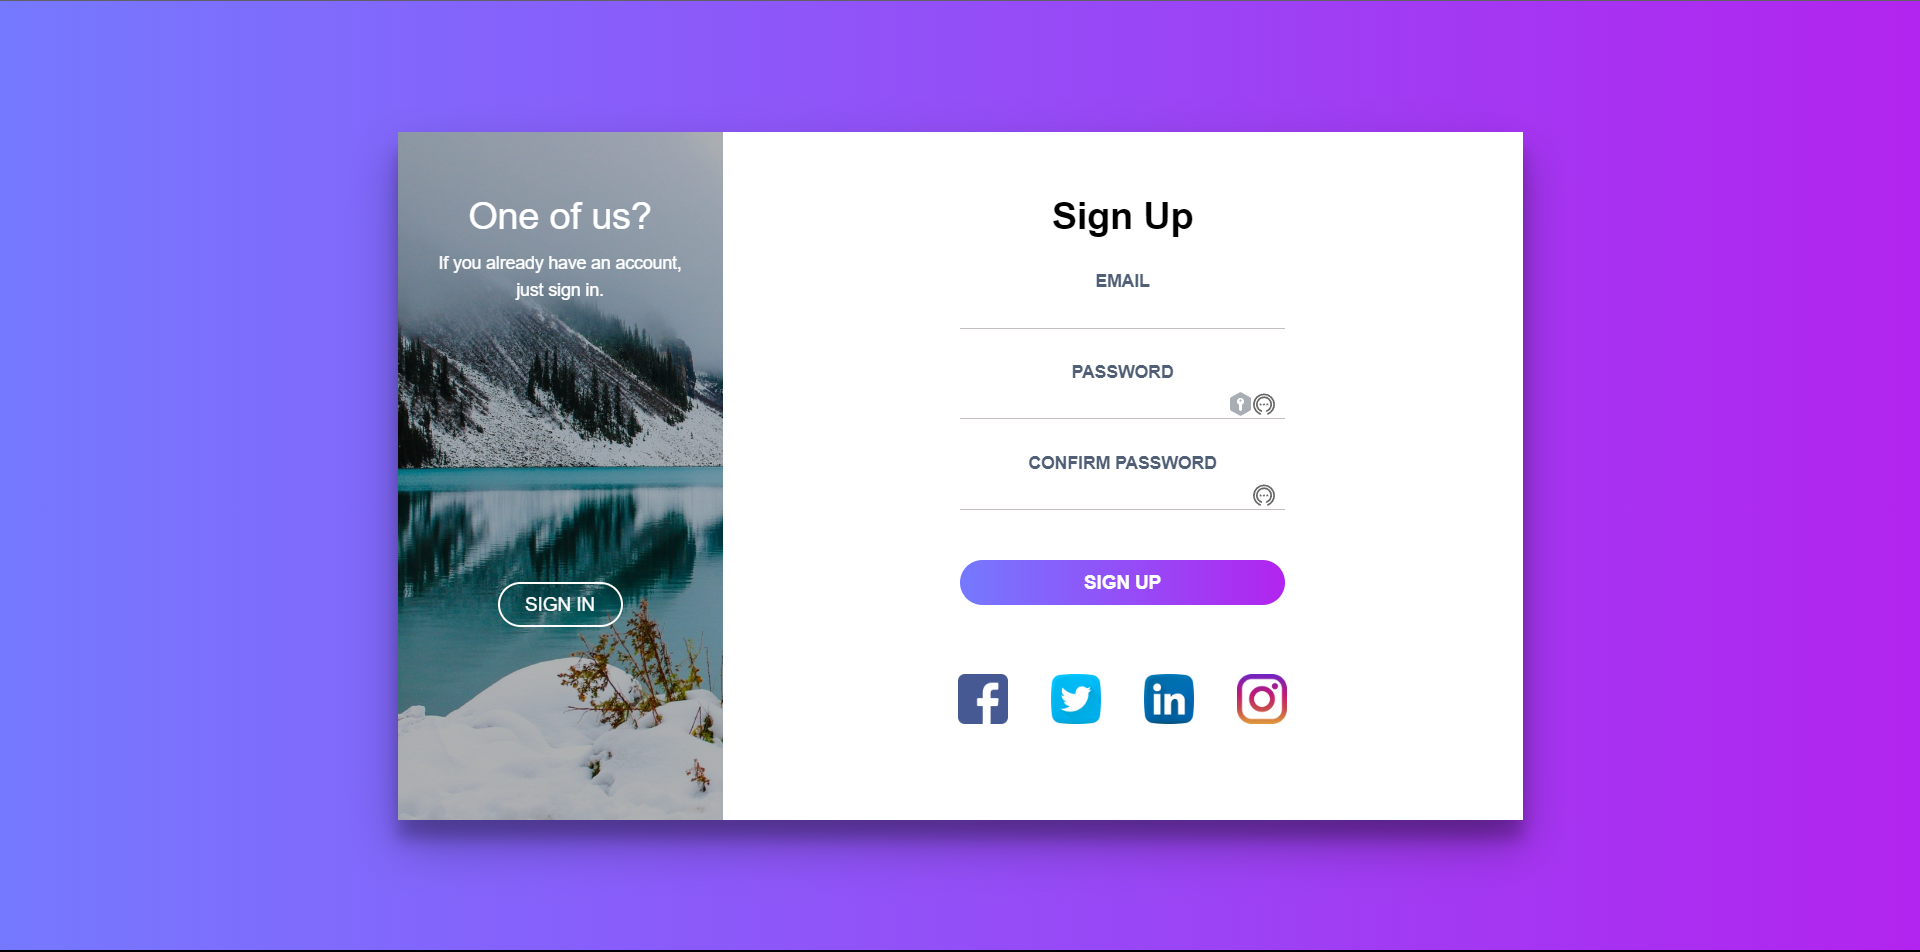 One of us?
If you already have an account,
just sign in.
SIGN IN
Sign Up
EMAIL
PASSWORD
CONFIRM PASSWORD
SIGN UP